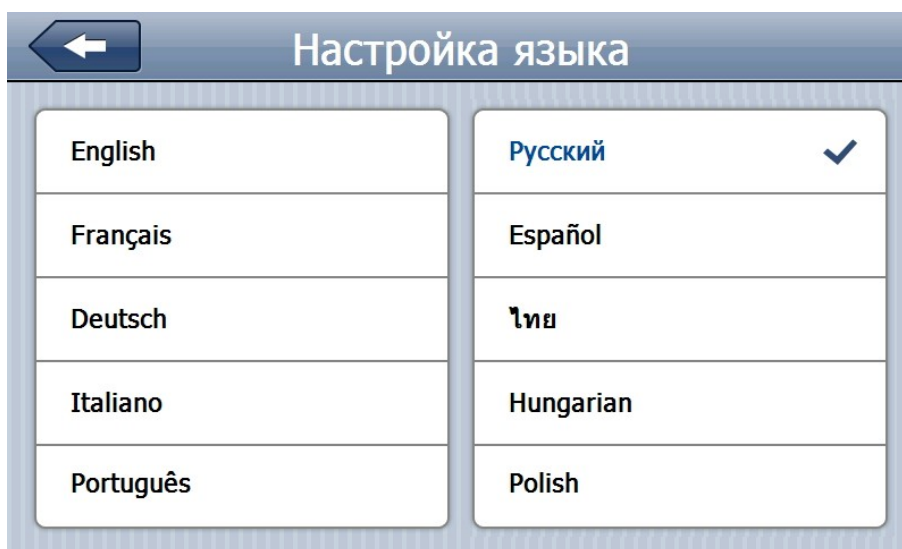 Настройка языка
English
Français
Deutsch
Italiano
Português
Русский
Español
ไทย
Hungarian
Polish